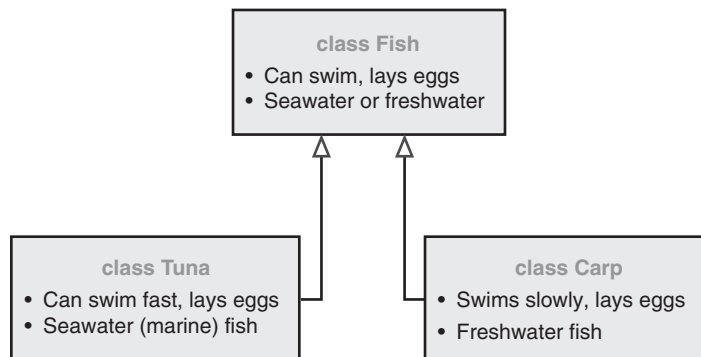 class Fish
• Can swim, lays eggs
• Seawater or freshwater
class Tuna
• Can swim fast, lays eggs
• Seawater (marine) fish
class Carp
• Swims slowly, lays eggs
• Freshwater fish